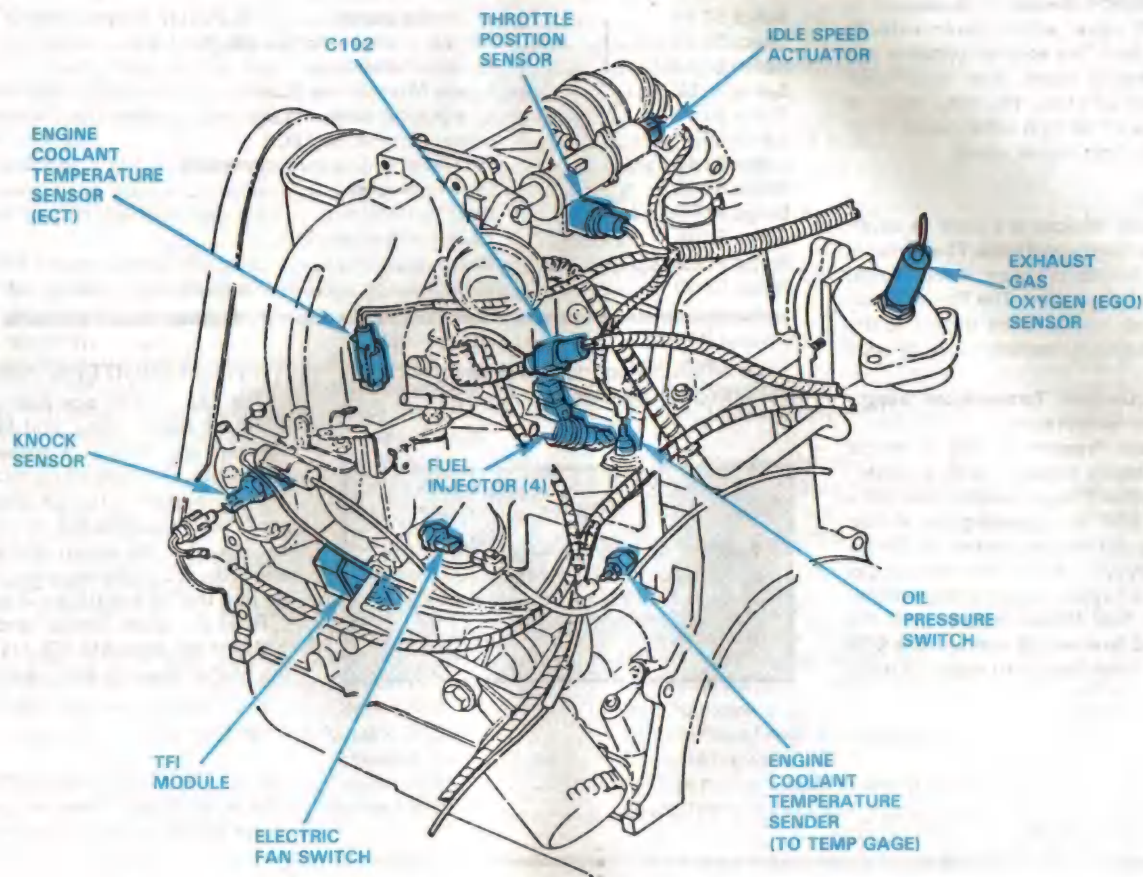 THROTTLE
POSITION
SENSOR
C102
IDLE SPEED
ACTUATOR
ENGINE
COOLANT
TEMPERATURE
SENSOR
(ECT)
EXHAUST
GAS
OXYGEN (EGO)
SENSOR
KNOCK
SENSOR
FUEL
INJECTOR (4)
OIL
PRESSURE
SWITCH
TFI
MODULE
ELECTRIC
FAN SWITCH
ENGINE
COOLANT
TEMPERATURE
SENDER
(TO TEMP GAGE)